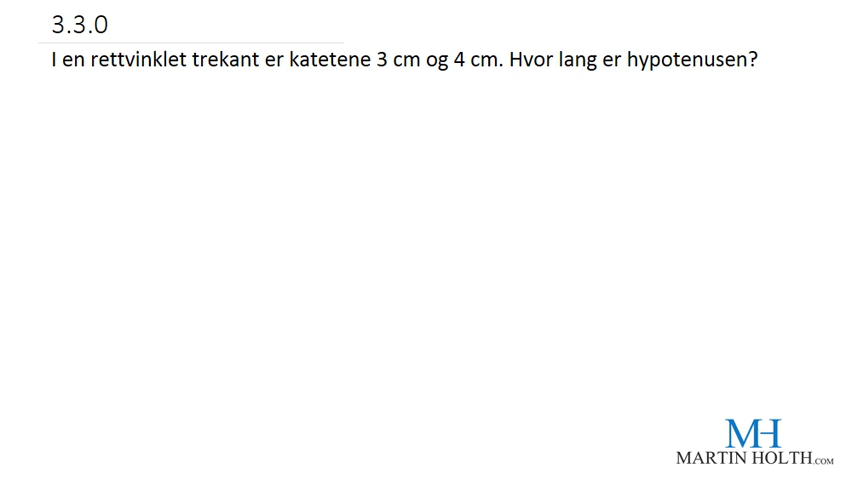 3.3.0
I en rettvinklet trekant er katetene 3 cm og 4 cm. Hvor lang er hypotenusen?
MH
MARTIN HOLTH.COM